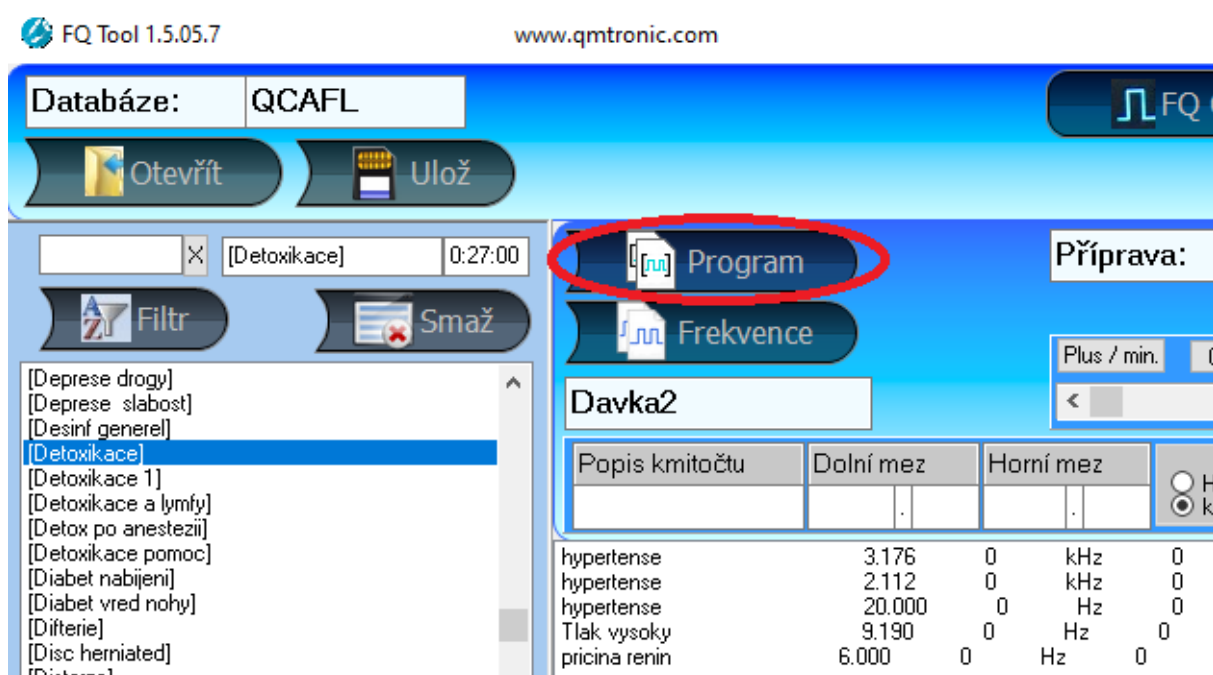 FQ Tool 1.5.05.7 www.qmtronic.com
Databáze: QCAFL
FQ
Otevřít Ulož
X [Detoxikace] 0:27:00
Program
Příprava:
Filtr Smaž
Frekvence
Plus / min.
[Deprese drogy]
[Deprese slabost]
[Desinf generel]
[Detoxikace]
[Detoxikace 1]
[Detoxikace a lymfy]
[Detox po anestezii]
[Detoxikace pomoc]
[Diabet nabijeni]
[Diabet vred nohy]
[Difterie]
[Disc herniated]
Davka2
Popis kmitočtu Dolní mez Horní mez
. .
H
k
hypertense 3.176 0 kHz 0
hypertense 2.112 0 kHz 0
hypertense 20.000 0 Hz 0
Tlak vysoky 9.190 0 Hz 0
pricina renin 6.000 0 Hz 0